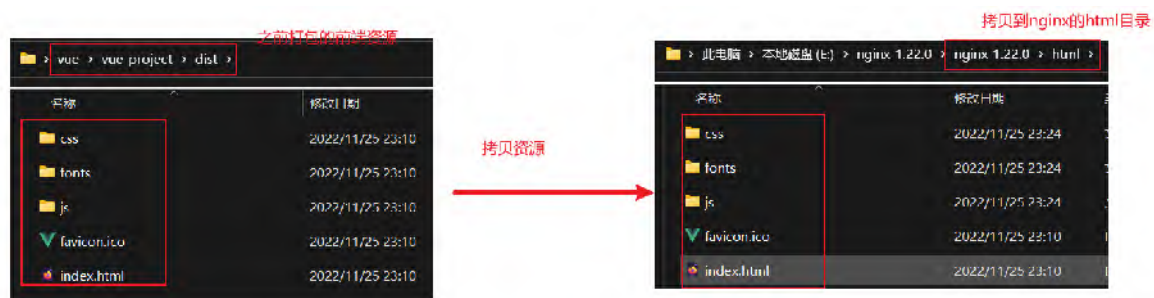 之前打包的前端资源
拷贝到nginx的html目录
vue > vue-project > dist >
此电脑 > 本地磁盘 (E:) > nginx-1.22.0 > nginx-1.22.0 > html >
名称 修改日期
css 2022/11/25 23:10
fonts 2022/11/25 23:10
js 2022/11/25 23:10
favicon.ico 2022/11/25 23:10
index.html 2022/11/25 23:10
拷贝资源
名称 修改日期
css 2022/11/25 23:24
fonts 2022/11/25 23:24
js 2022/11/25 23:24
favicon.ico 2022/11/25 23:10
index.html 2022/11/25 23:10